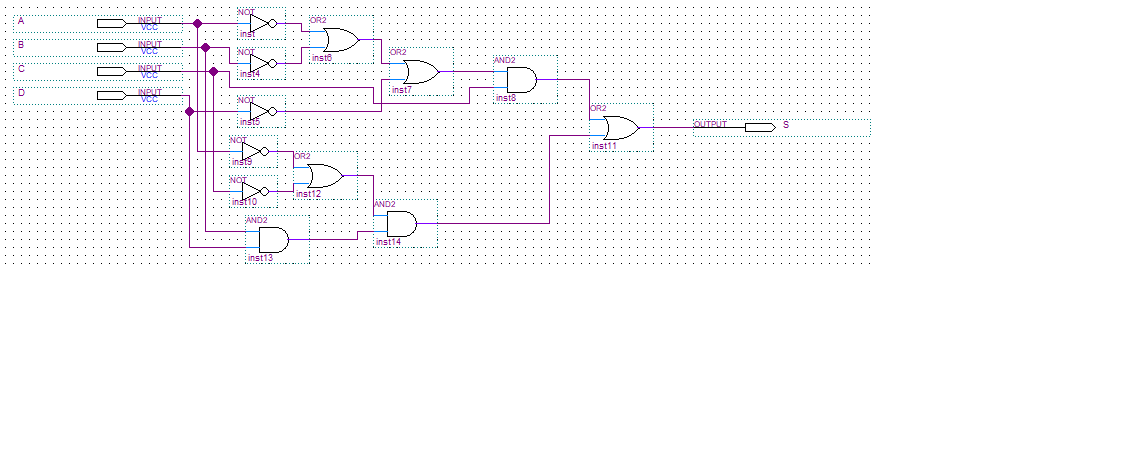 A
INPUT
VCC
B
INPUT
VCC
C
INPUT
VCC
D
INPUT
VCC
NOT
inst
OR2
inst6
NOT
inst4
OR2
inst7
AND2
inst8
NOT
inst5
OR2
inst11
OUTPUT
S
NOT
inst9
OR2
inst12
NOT
inst10
AND2
inst14
AND2
inst13